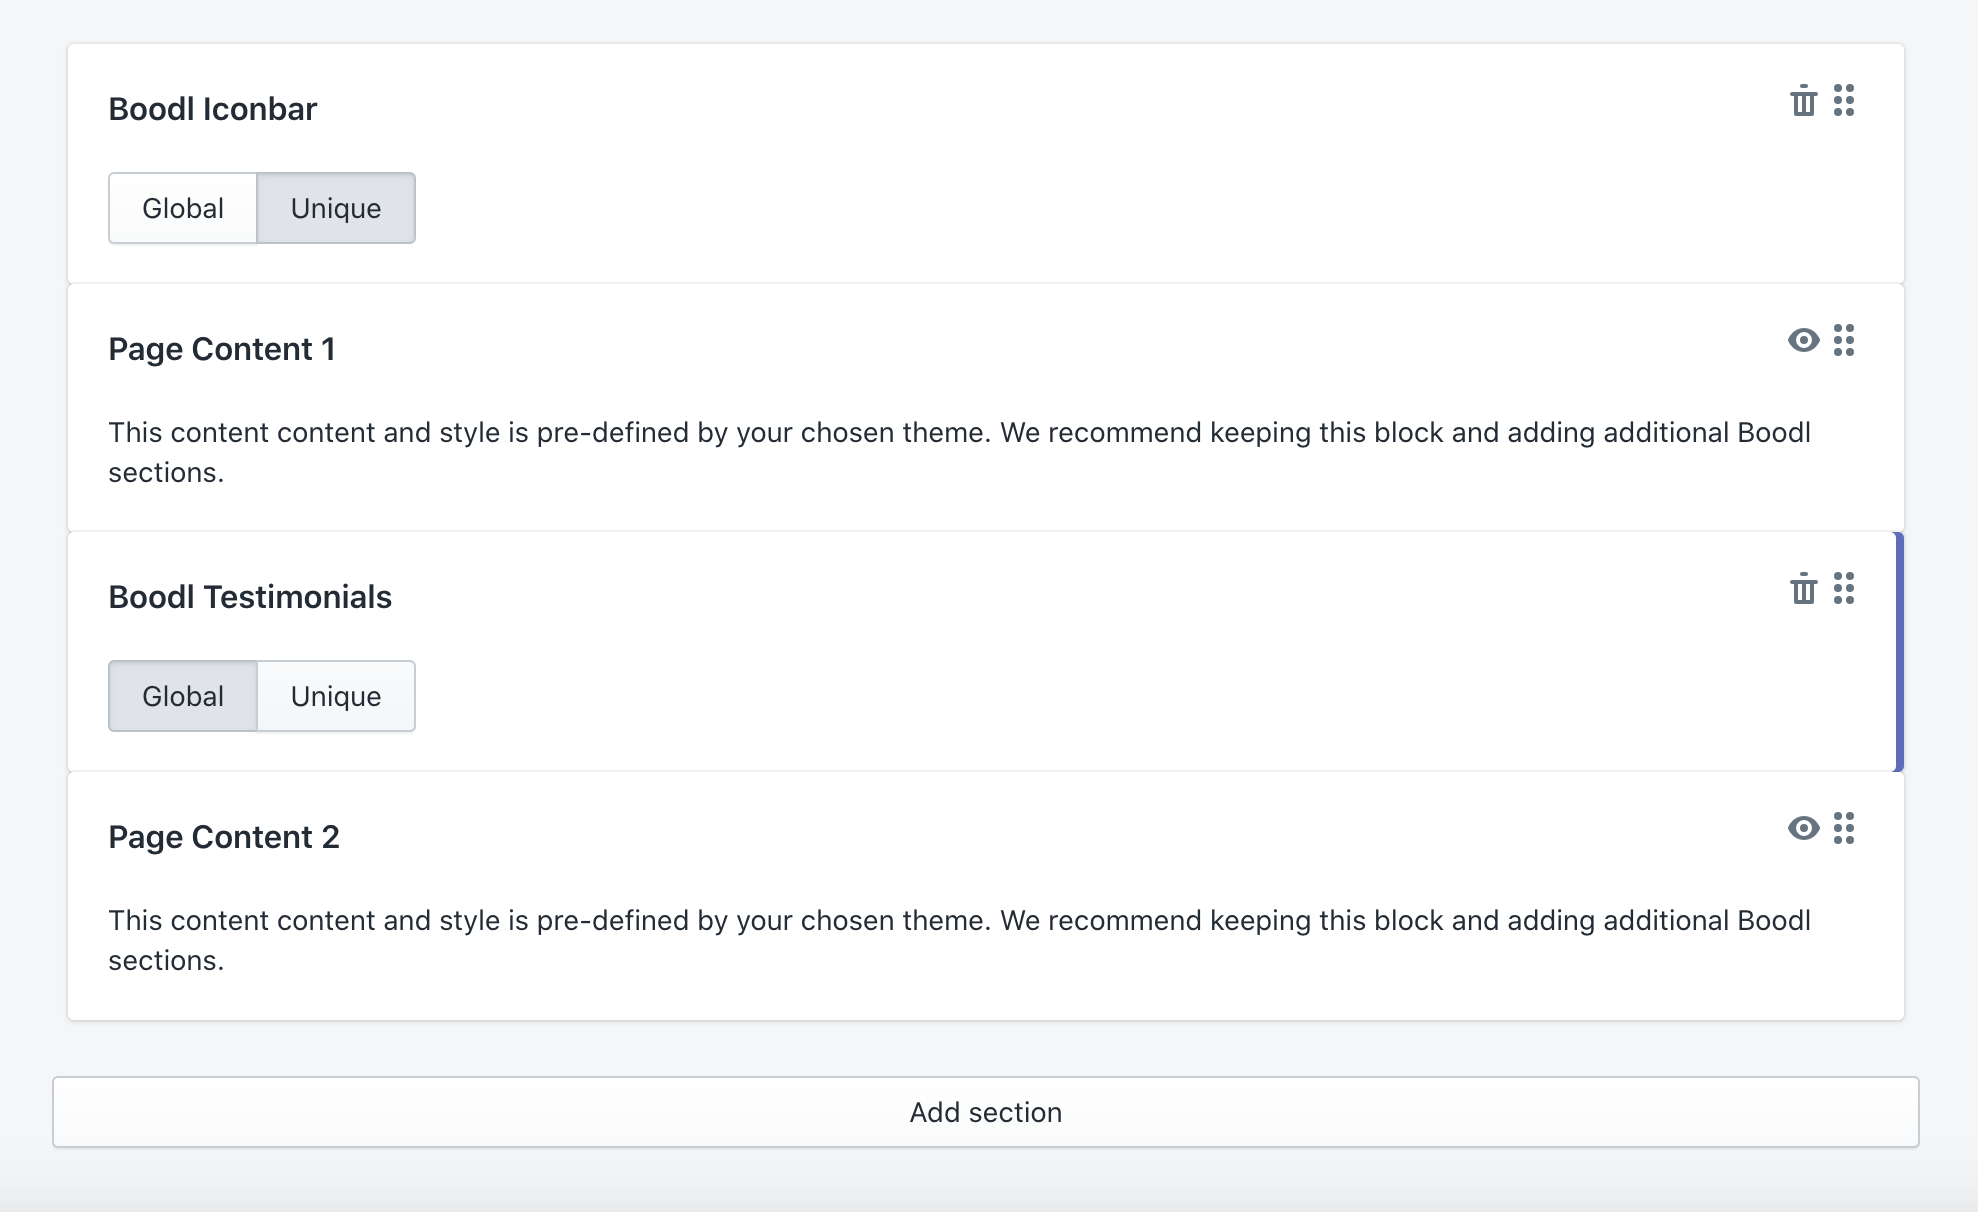 Boodl Iconbar
Global Unique
Page Content 1
This content content and style is pre-defined by your chosen theme. We recommend keeping this block and adding additional Boodl
sections.
Boodl Testimonials
Global Unique
Page Content 2
This content content and style is pre-defined by your chosen theme. We recommend keeping this block and adding additional Boodl
sections.
Add section